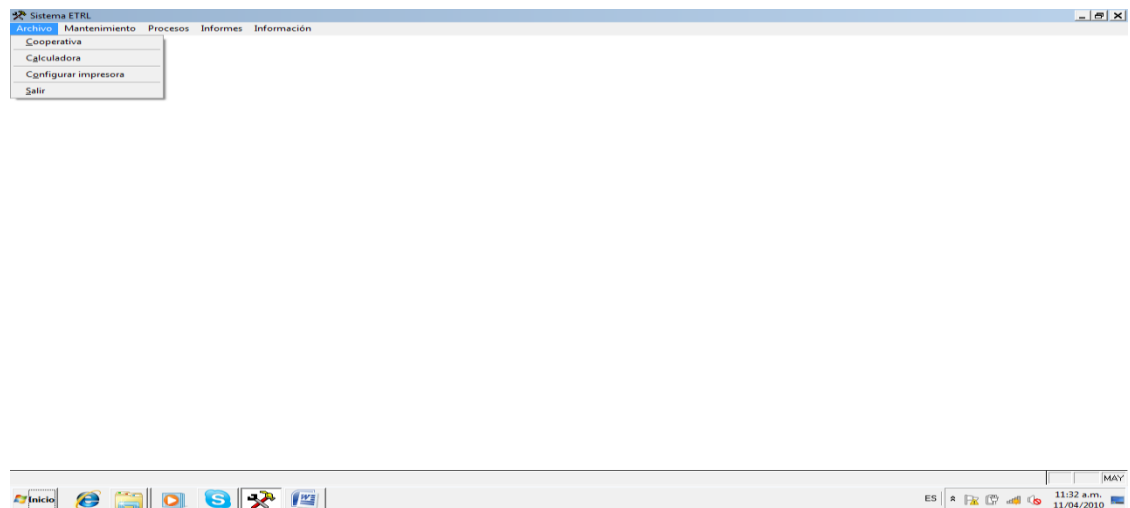 Sistema ETRL
Archivo Mantenimiento Procesos Informes Información
Cooperativa
Calculadora
Configurar impresora
Salir
MAY
Inicio ES 11:32 a.m.
11/04/2010